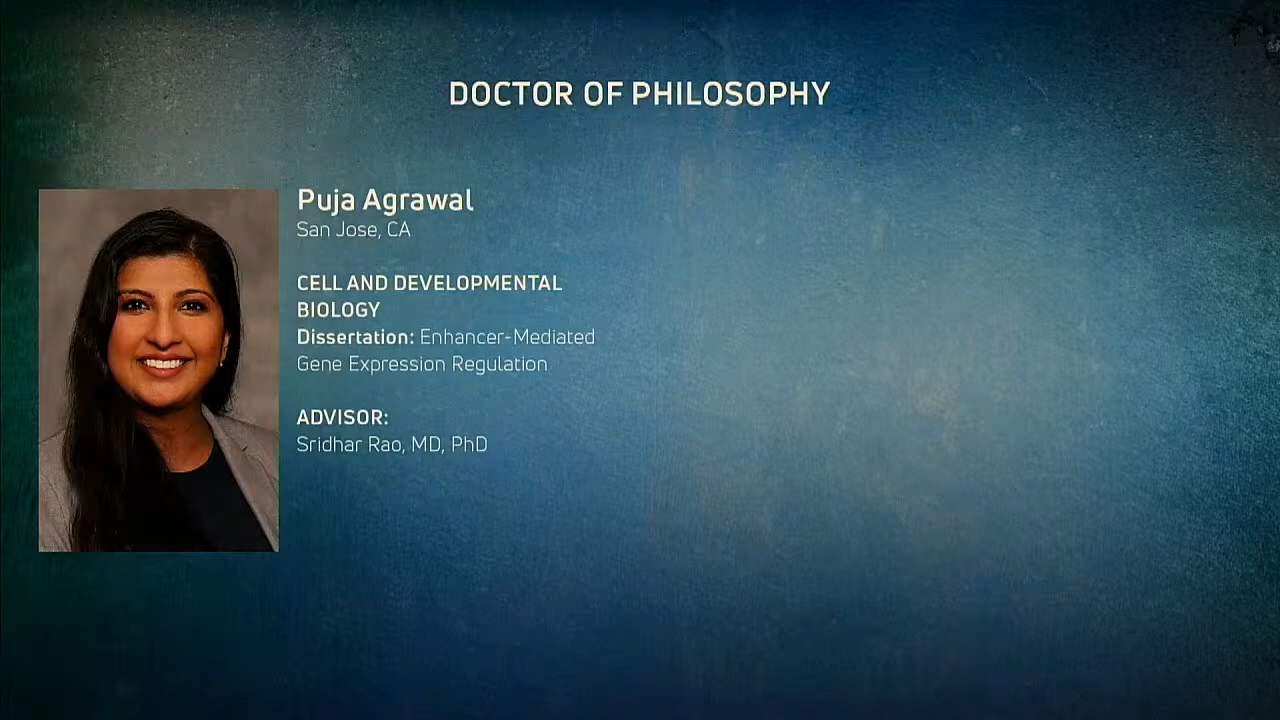 DOCTOR OF PHILOSOPHY
Puja Agrawal
San Jose, CA
CELL AND DEVELOPMENTAL
BIOLOGY
Dissertation: Enhancer-Mediated
Gene Expression Regulation
ADVISOR:
Sridhar Rao, MD, PhD